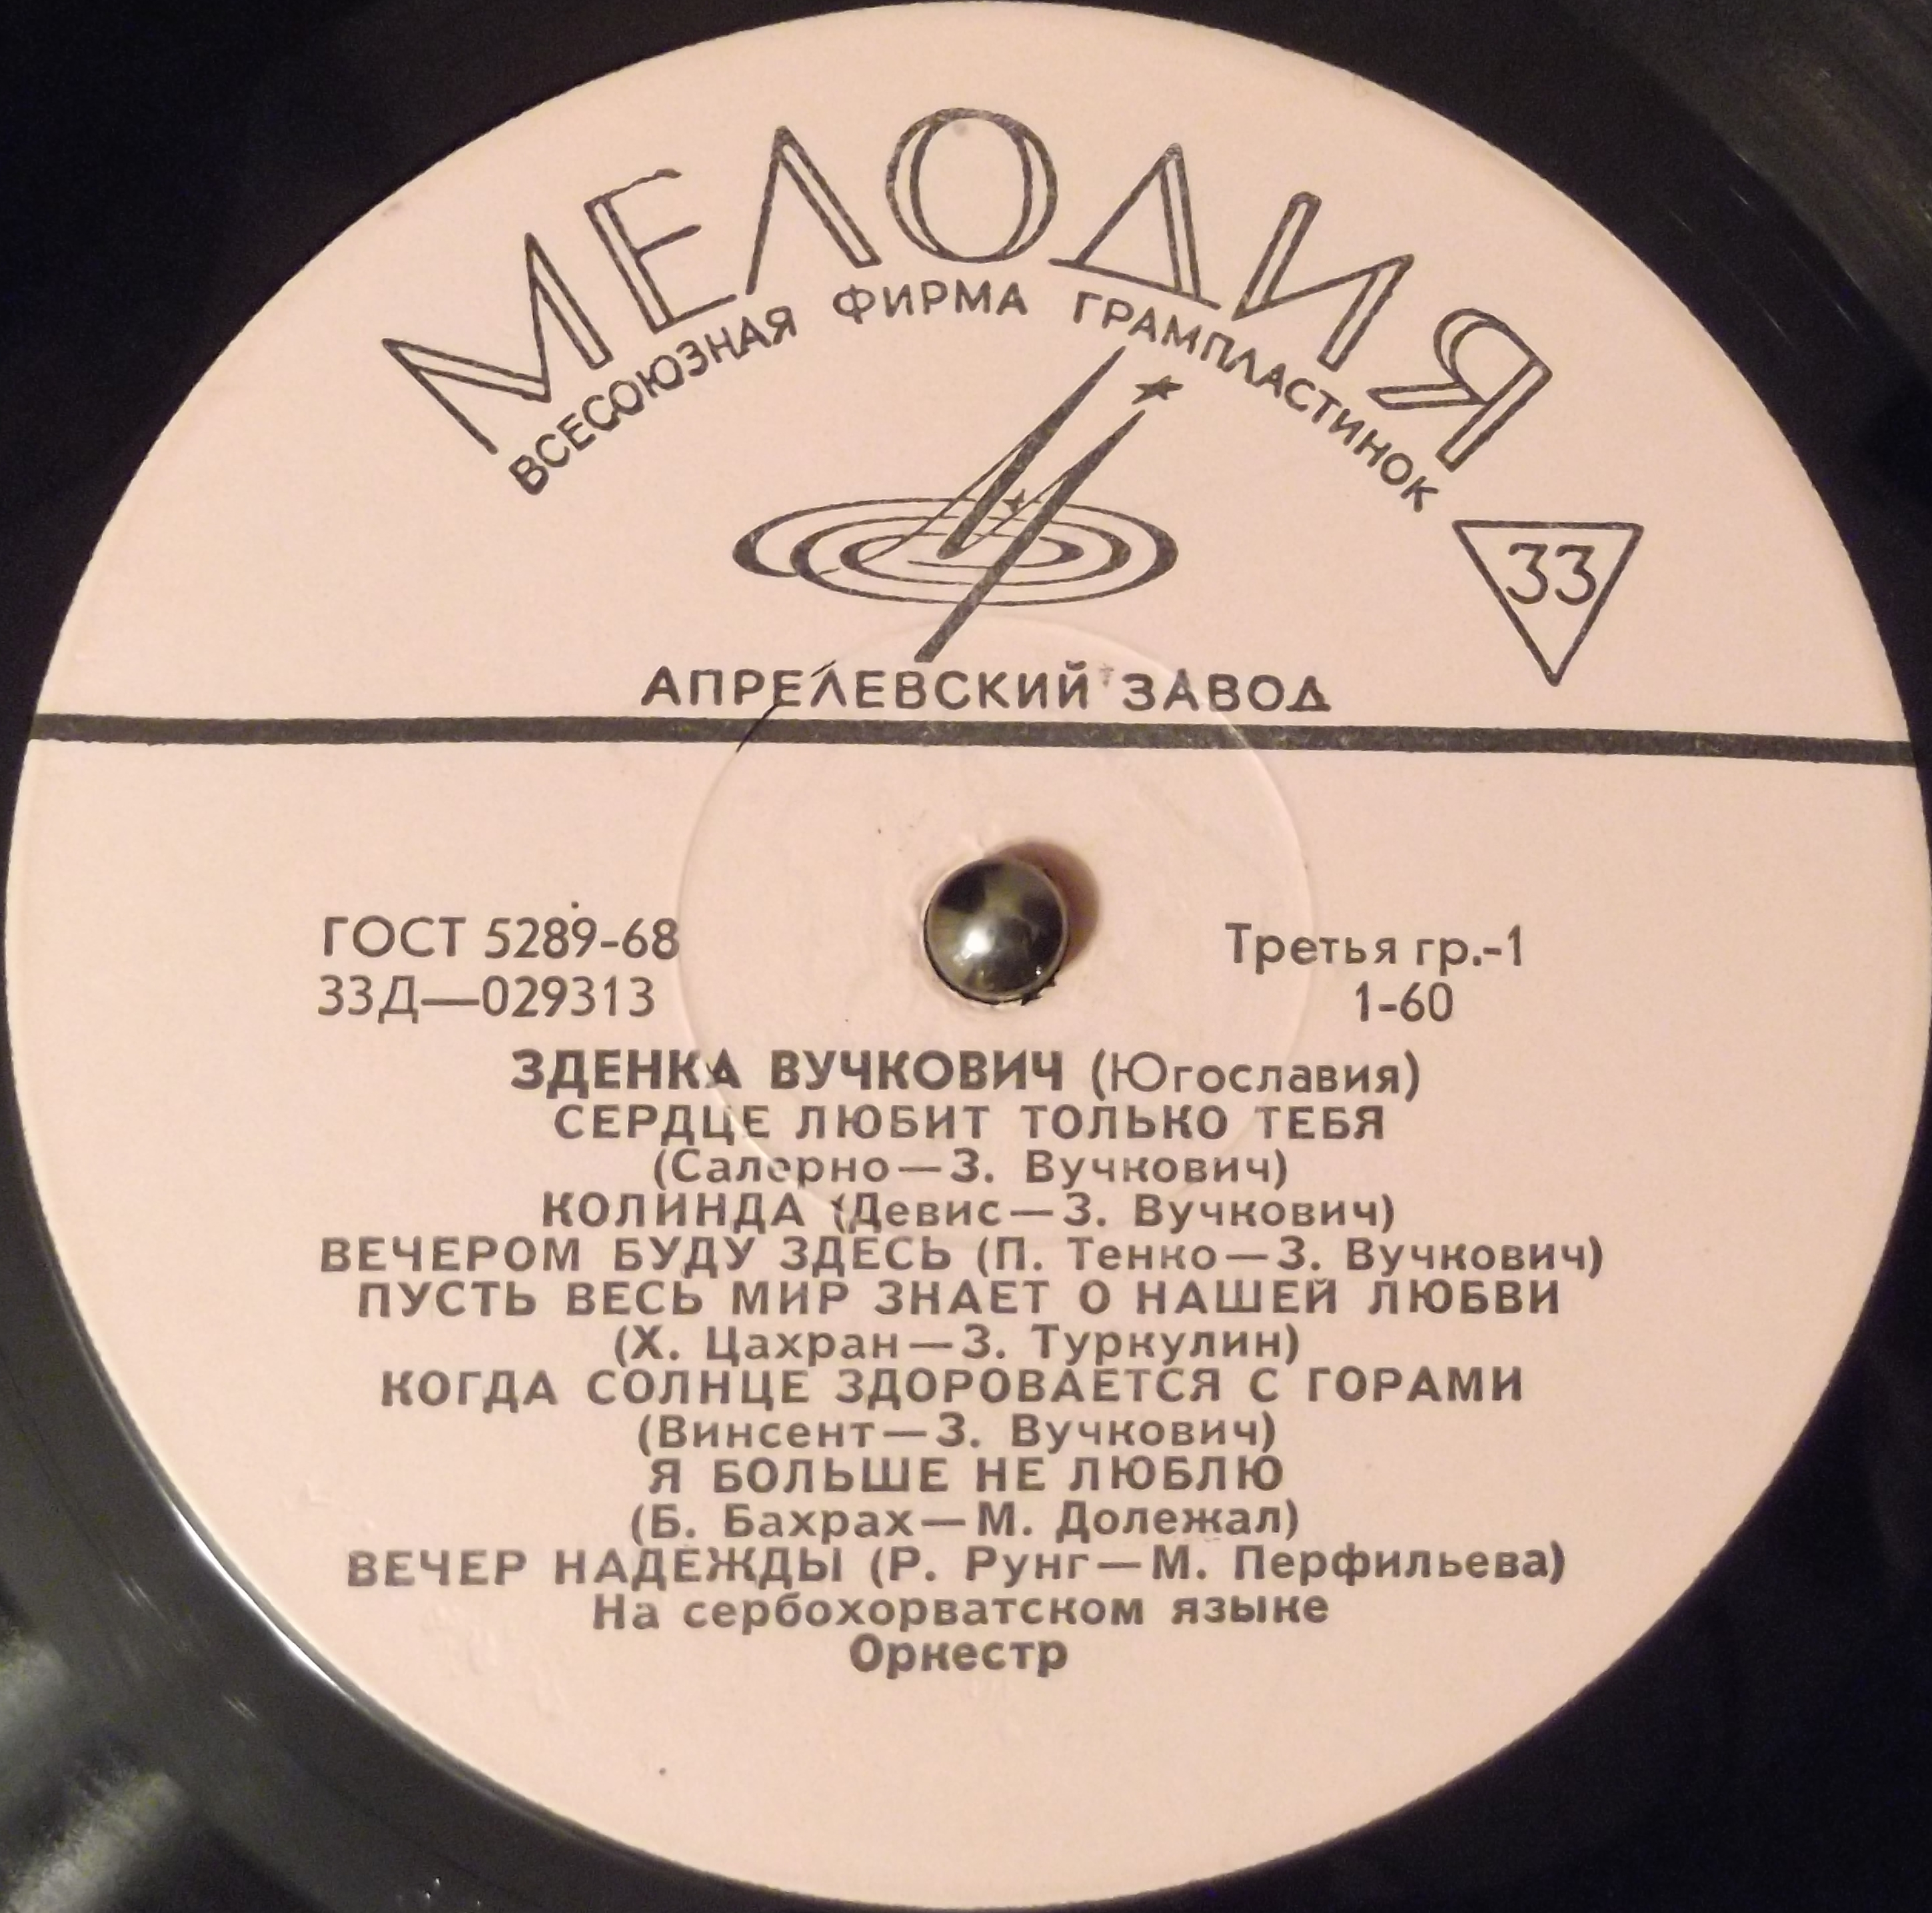 МЕЛОДИЯ
ВСЕСОЮЗНАЯ ФИРМА ГРАМПЛАСТИНОК
33
АПРЕЛЕВСКИЙ ЗАВОД
ГОСТ 5289-68
Третья гр.-1
33Д—029313
1-60
ЗДЕНКА ВУЧКОВИЧ (Югославия)
СЕРДЦЕ ЛЮБИТ ТОЛЬКО ТЕБЯ
(Салерно—З. Вучкович)
КОЛИНДА (Девис—З. Вучкович)
ВЕЧЕРОМ БУДУ ЗДЕСЬ (П. Тенко—З. Вучкович)
ПУСТЬ ВЕСЬ МИР ЗНАЕТ О НАШЕЙ ЛЮБВИ
(Х. Цахран—З. Туркулин)
КОГДА СОЛНЦЕ ЗДОРОВАЕТСЯ С ГОРАМИ
(Винсент—З. Вучкович)
Я БОЛЬШЕ НЕ ЛЮБЛЮ
(Б. Бахрах—М. Долежал)
ВЕЧЕР НАДЕЖДЫ (Р. Рунг—М. Перфильева)
На сербохорватском языке
Оркестр